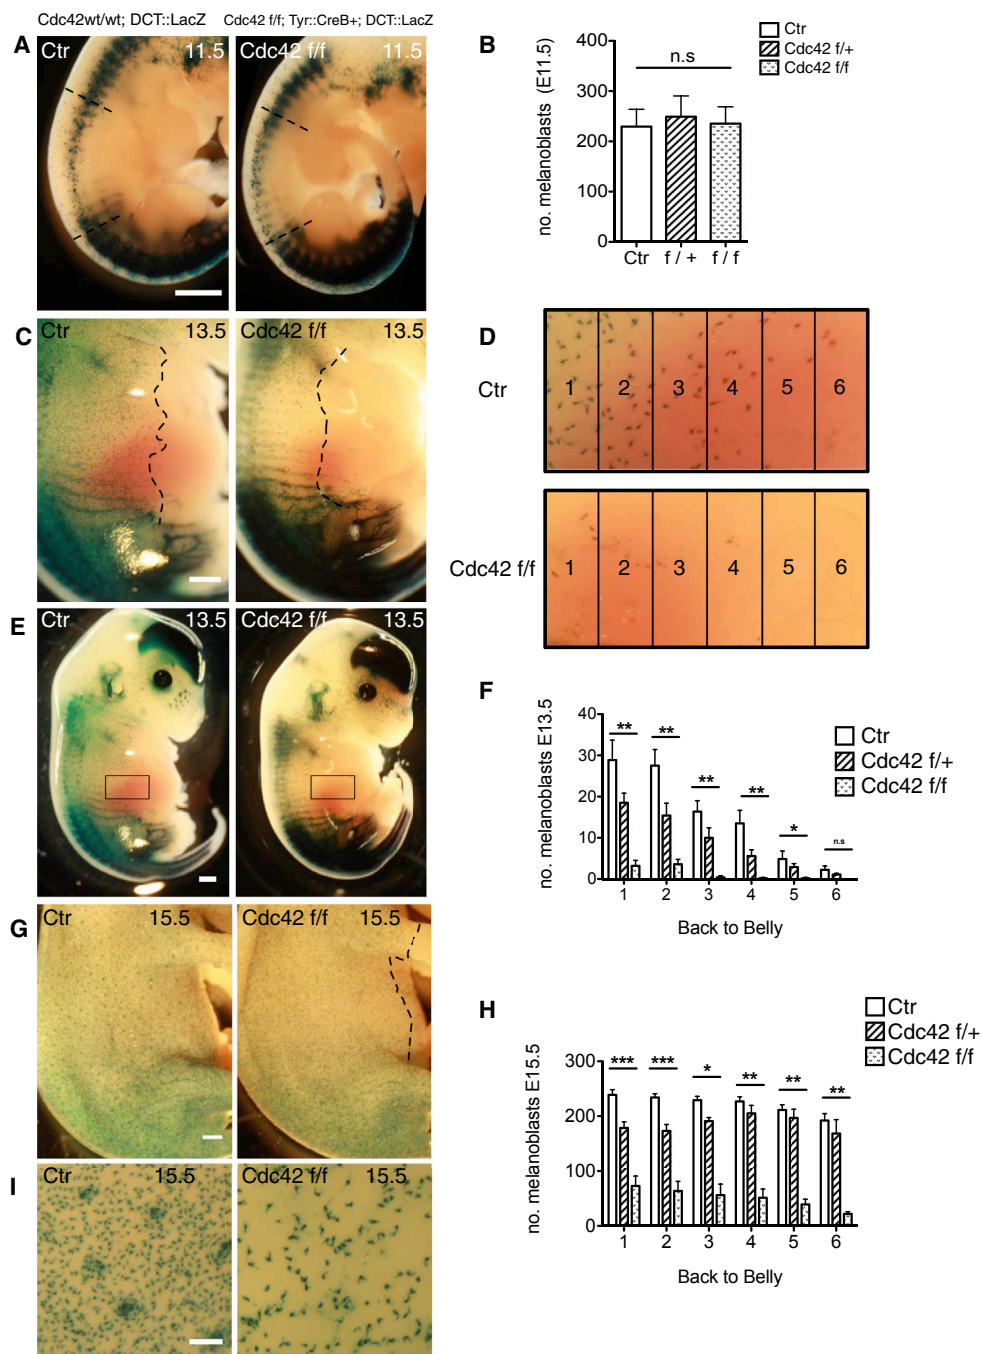 Cdc42wt/wt; DCT::LacZ
Cdc42 f/f; Tyr::CreB+; DCT::LacZ
A
Ctr
11.5
Cdc42 f/f
11.5
B
no. melanoblasts (E11.5)
400
300
200
100
0
n.s
Ctr
f / +
f / f
Ctr
Cdc42 f/+
Cdc42 f/f
C
Ctr
13.5
Cdc42 f/f
13.5
D
Ctr
1 2 3 4 5 6
Cdc42 f/f
1 2 3 4 5 6
E
Ctr
13.5
Cdc42 f/f
13.5
F
no. melanoblasts E13.5
40
30
20
10
0
** ** ** ** * n.s
1 2 3 4 5 6
Back to Belly
Ctr
Cdc42 f/+
Cdc42 f/f
G
Ctr
15.5
Cdc42 f/f
15.5
H
no. melanoblasts E15.5
300
200
100
0
*** *** * ** ** **
1 2 3 4 5 6
Back to Belly
Ctr
Cdc42 f/+
Cdc42 f/f
I
Ctr
15.5
Cdc42 f/f
15.5